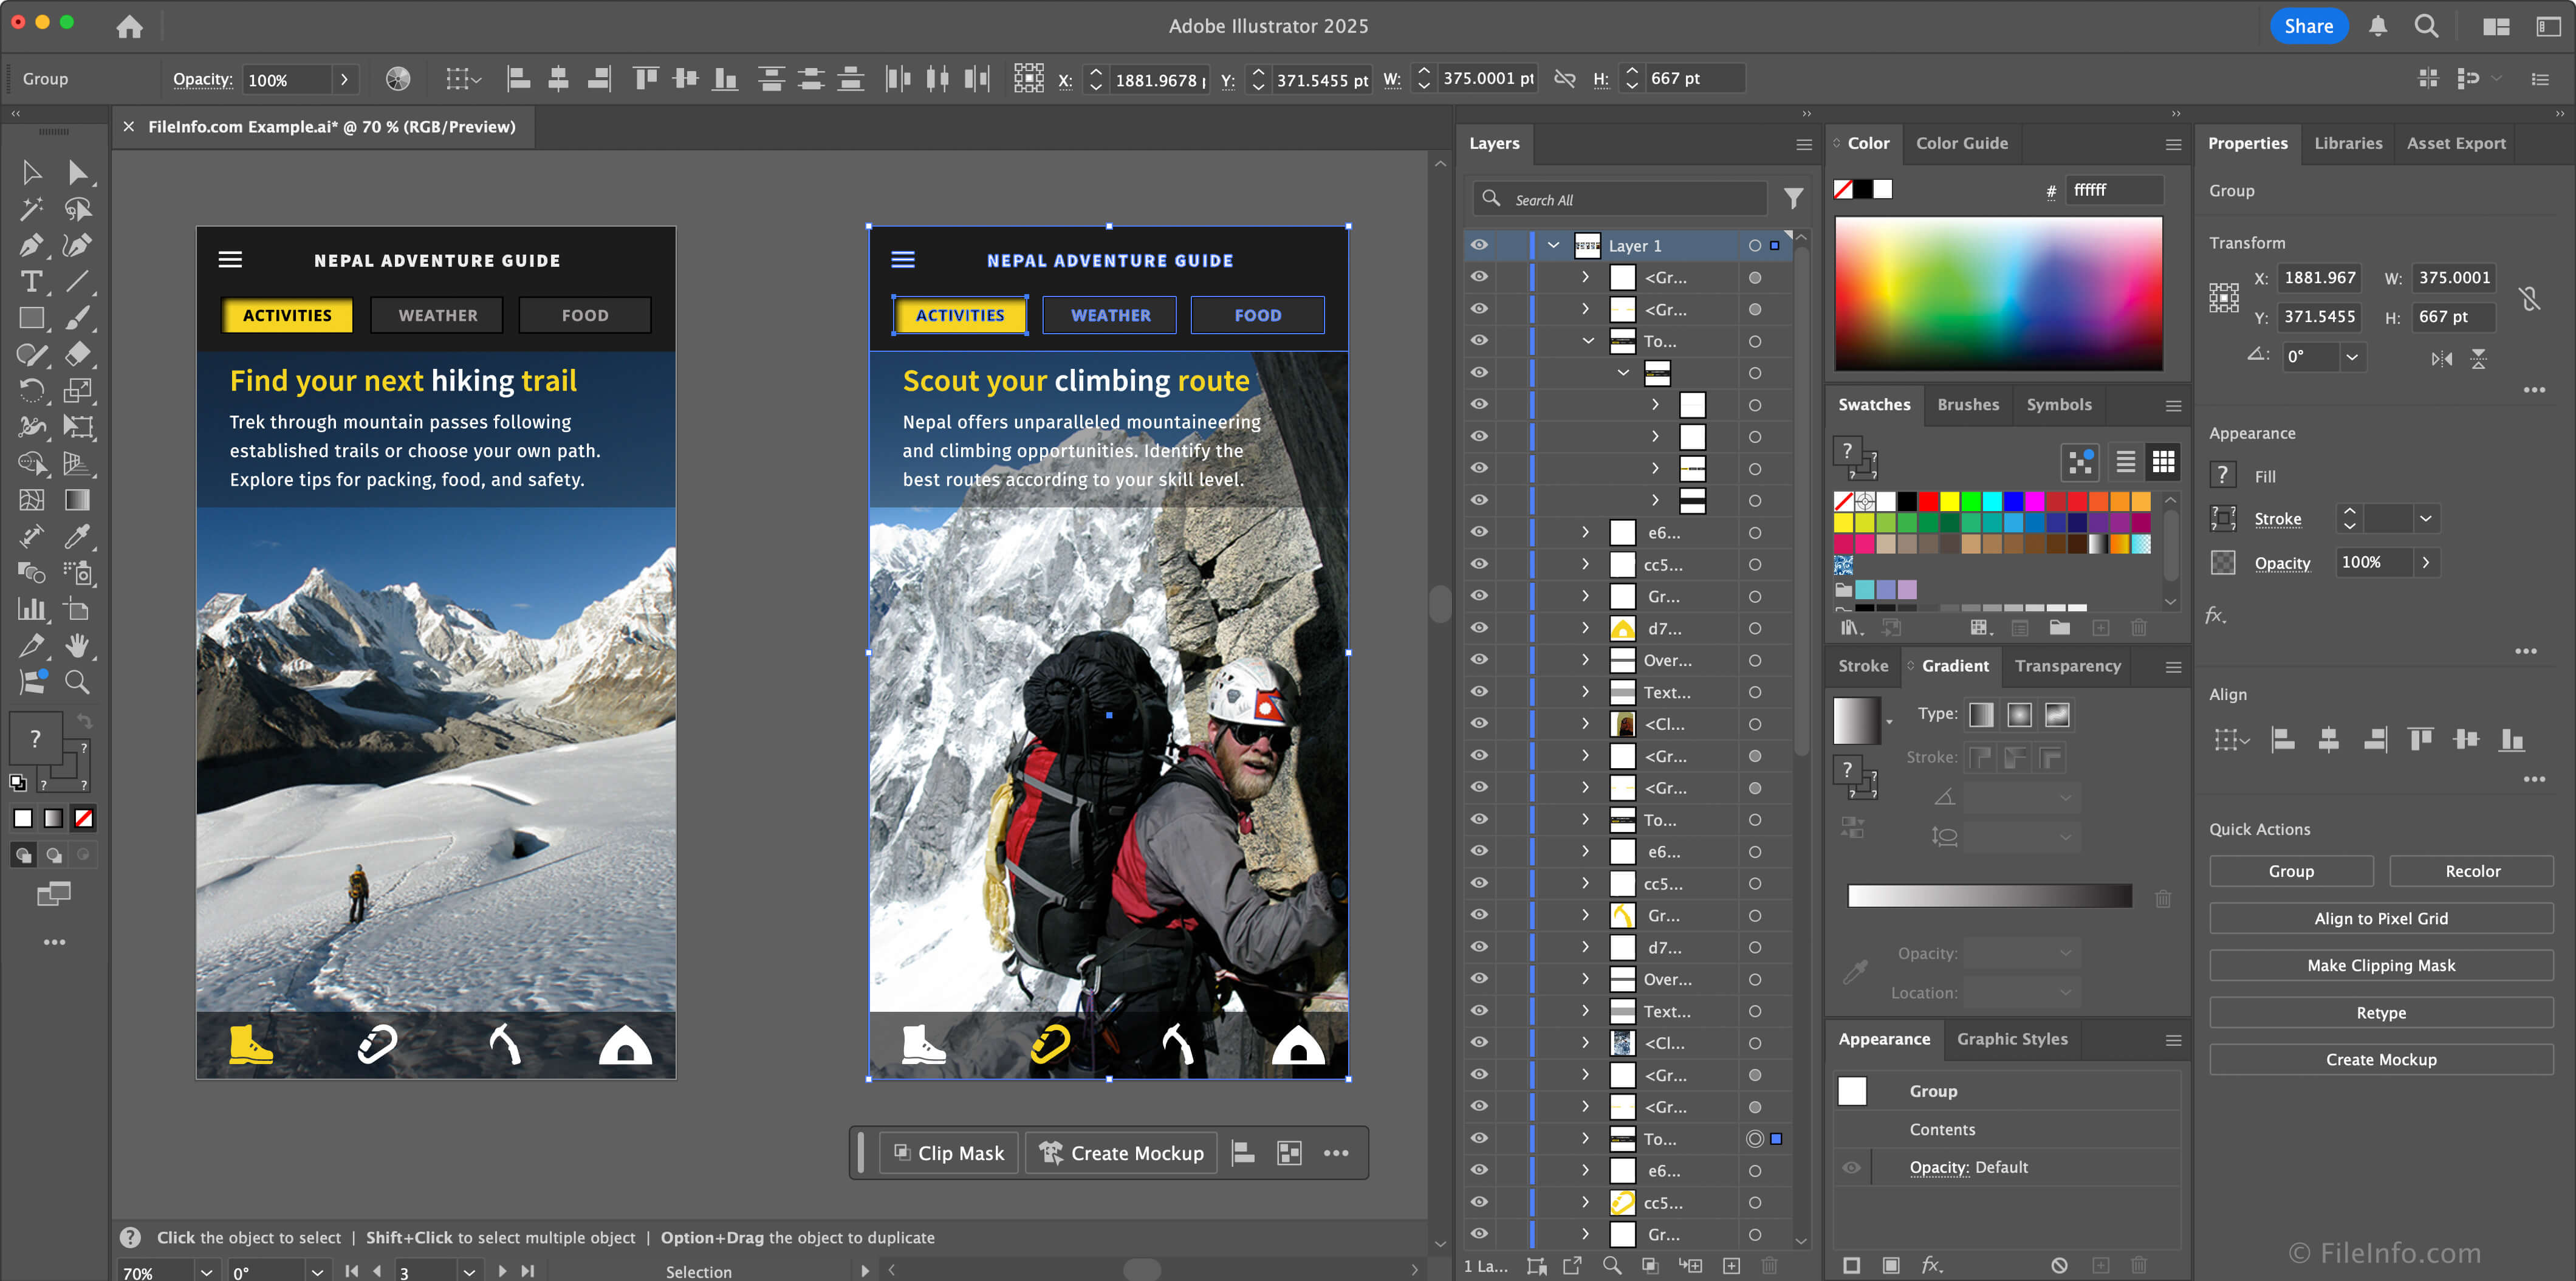 Adobe Illustrator 2025
Share
Group
Opacity: 100%
X: 1881.9678 Y: 371.5455 pt W: 375.0001 pt H: 667 pt
FileInfo.com Example.ai* @ 70 % (RGB/Preview)
NEPAL ADVENTURE GUIDE
ACTIVITIES WEATHER FOOD
Find your next hiking trail
Trek through mountain passes following
established trails or choose your own path.
Explore tips for packing, food, and safety.
NEPAL ADVENTURE GUIDE
ACTIVITIES WEATHER FOOD
Scout your climbing route
Nepal offers unparalleled mountaineering
and climbing opportunities. Identify the
best routes according to your skill level.
Clip Mask Create Mockup
Click the object to select | Shift+Click to select multiple object | Option+Drag the object to duplicate
70% 0° 3 Selection
Layers
Search All
Layer 1
<Gr...
<Gr...
To...
e6...
cc5...
Gr...
d7...
Over...
Text...
<Cl...
<Gr...
<Gr...
To...
e6...
cc5...
Gr...
d7...
Over...
Text...
<Cl...
<Gr...
<Gr...
To...
e6...
cc5...
Gr...
1 La...
Color Color Guide
# ffffff
Swatches Brushes Symbols
Stroke Gradient Transparency
Type:
Stroke:
Opacity:
Location:
Appearance Graphic Styles
Group
Contents
Opacity: Default
Properties Libraries Asset Export
Group
Transform
X: 1881.967 W: 375.0001
Y: 371.5455 H: 667 pt
0°
Appearance
? Fill
Stroke
Opacity 100%
fx.
Align
Quick Actions
Group Recolor
Align to Pixel Grid
Make Clipping Mask
Retype
Create Mockup
© FileInfo.com